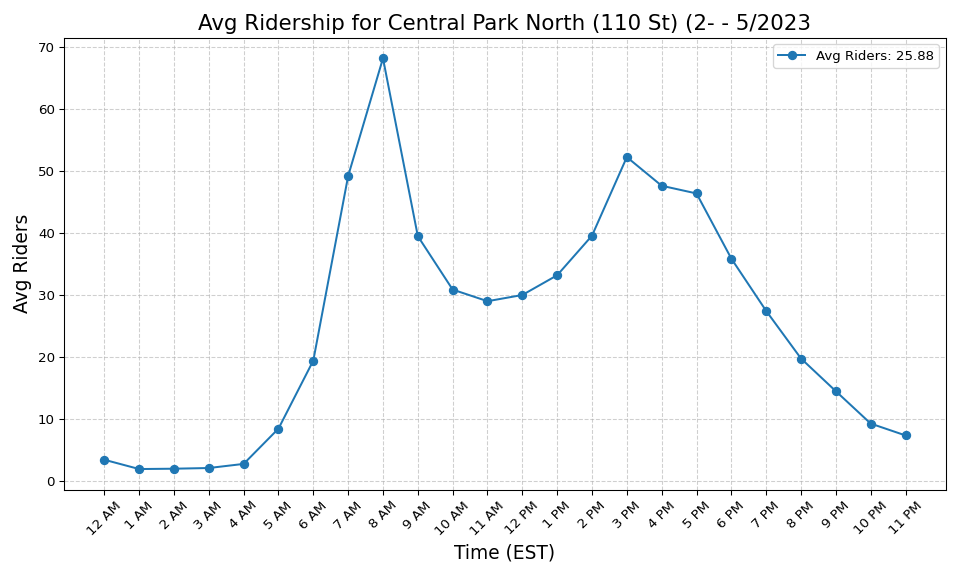 Avg Ridership for Central Park North (110 St) (2- - 5/2023
Avg Riders: 25.88
70
60
50
40
30
20
10
0
Avg Riders
12 AM
1 AM
2 AM
3 AM
4 AM
5 AM
6 AM
7 AM
8 AM
9 AM
10 AM
11 AM
12 PM
1 PM
2 PM
3 PM
4 PM
5 PM
6 PM
7 PM
8 PM
9 PM
10 PM
11 PM
Time (EST)